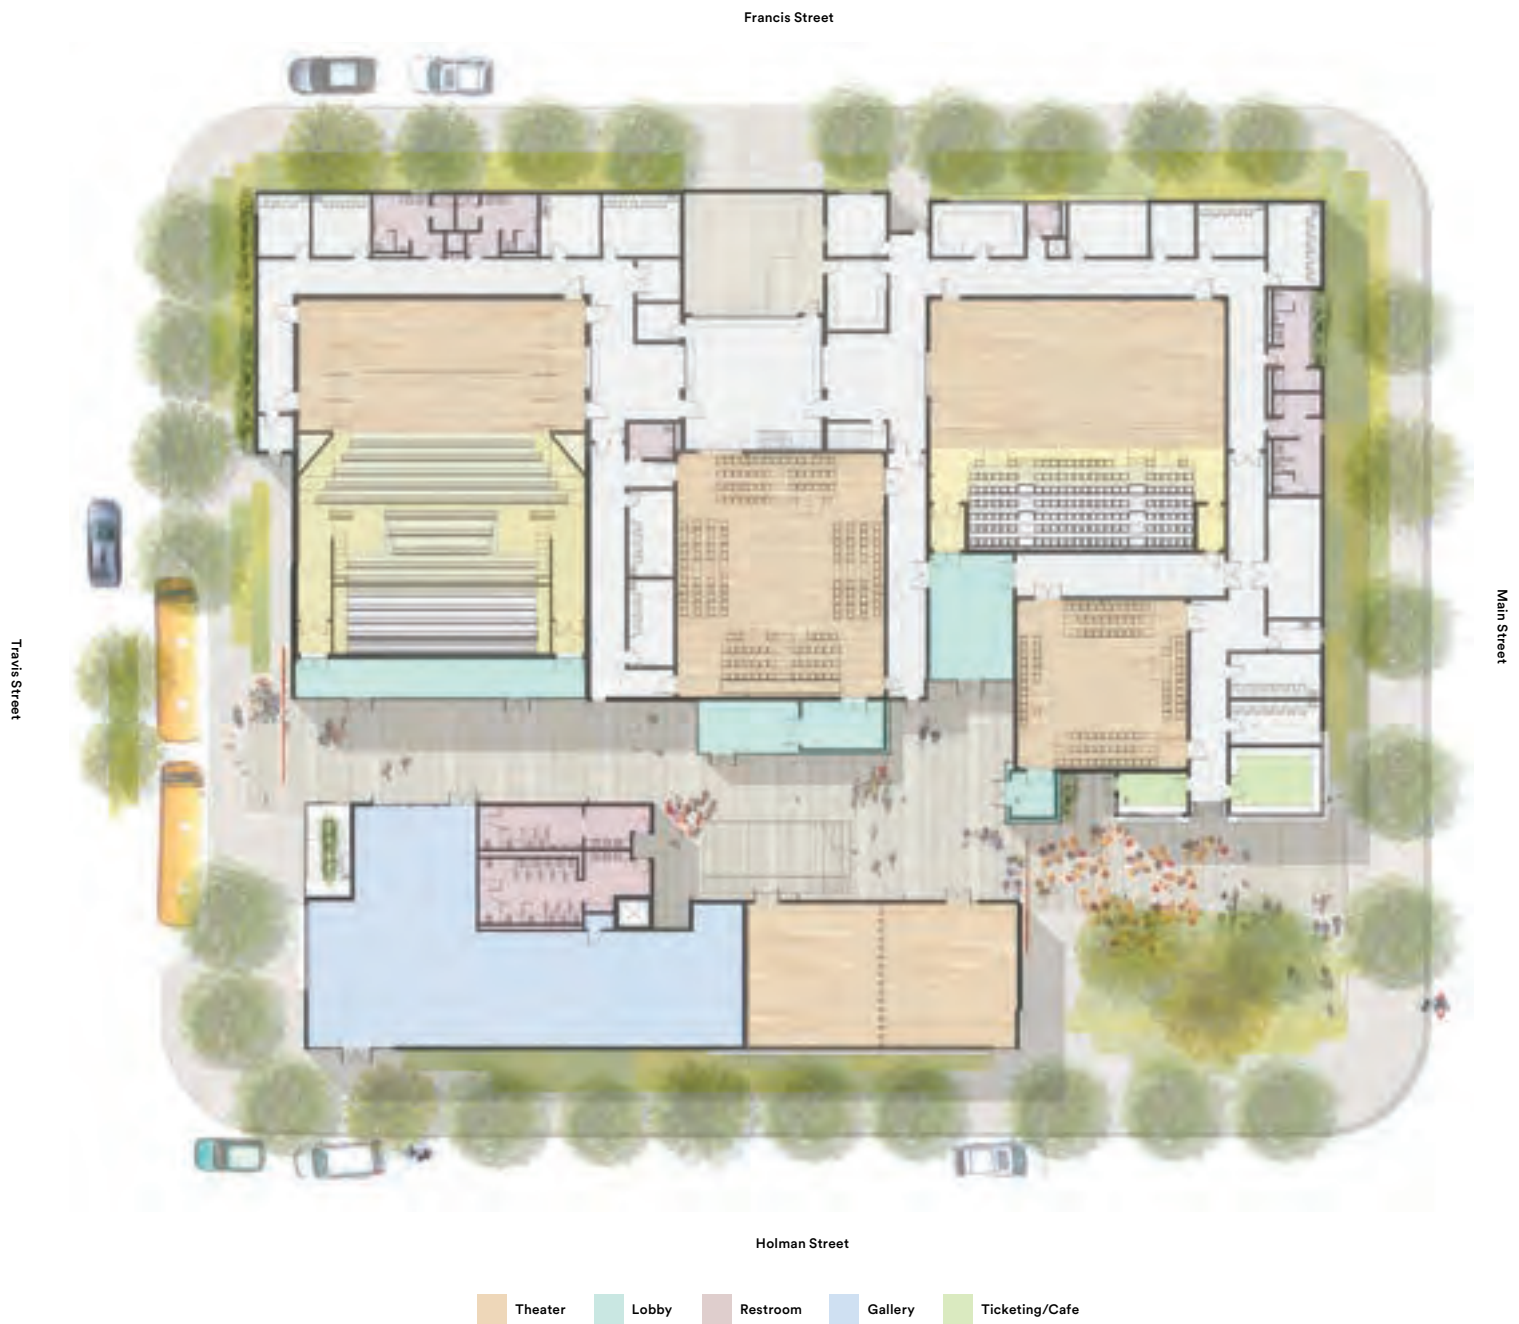 Francis Street
Travis Street
Main Street
Holman Street
Theater
Lobby
Restroom
Gallery
Ticketing/Cafe